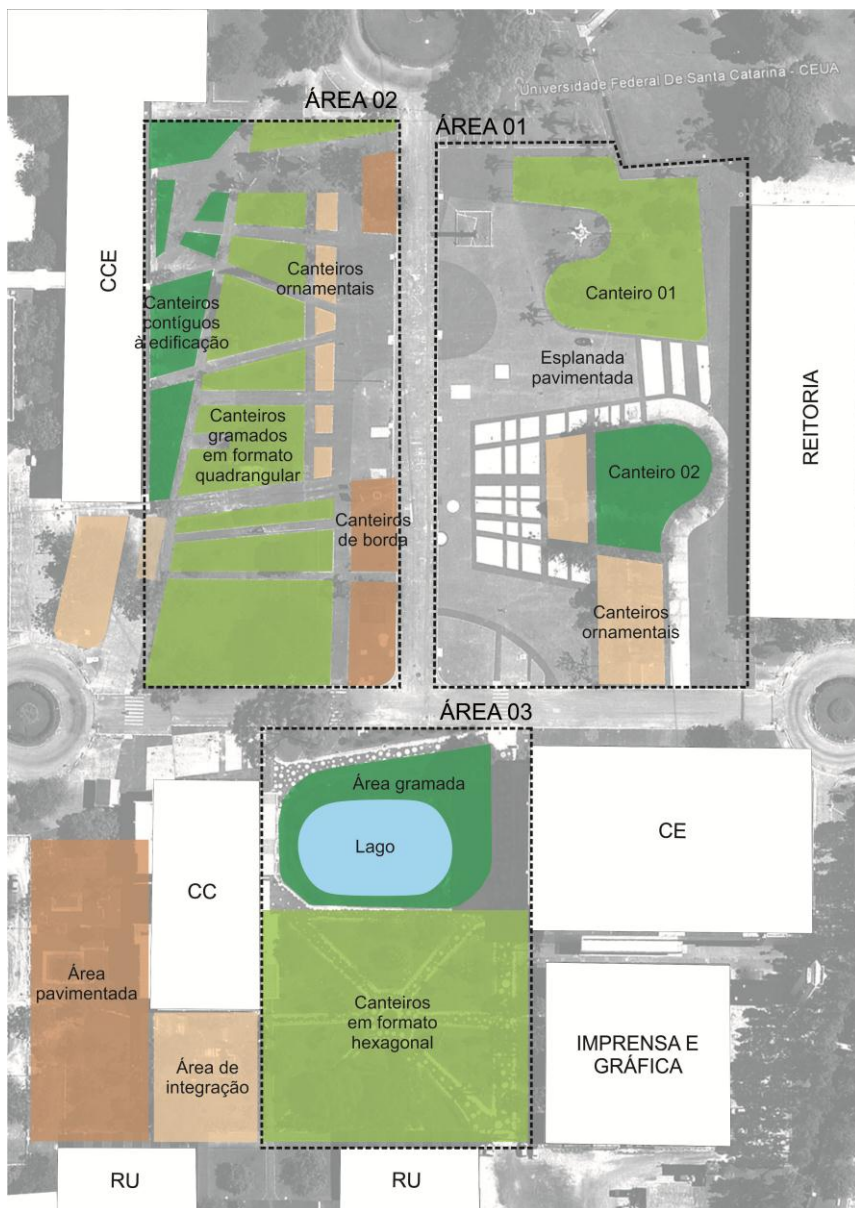 Universidade Federal De Santa Catarina - CEUA
ÁREA 02
ÁREA 01
CCE
Canteiros
ornamentais
Canteiros
contíguos
à edificação
Canteiros
gramados
em formato
quadrangular
Canteiros
de borda
Canteiro 01
Esplanada
pavimentada
REITORIA
Canteiro 02
Canteiros
ornamentais
ÁREA 03
Área gramada
Lago
CC
CE
Área
pavimentada
Canteiros
em formato
hexagonal
Área de
integração
IMPRENSA E
GRÁFICA
RU
RU